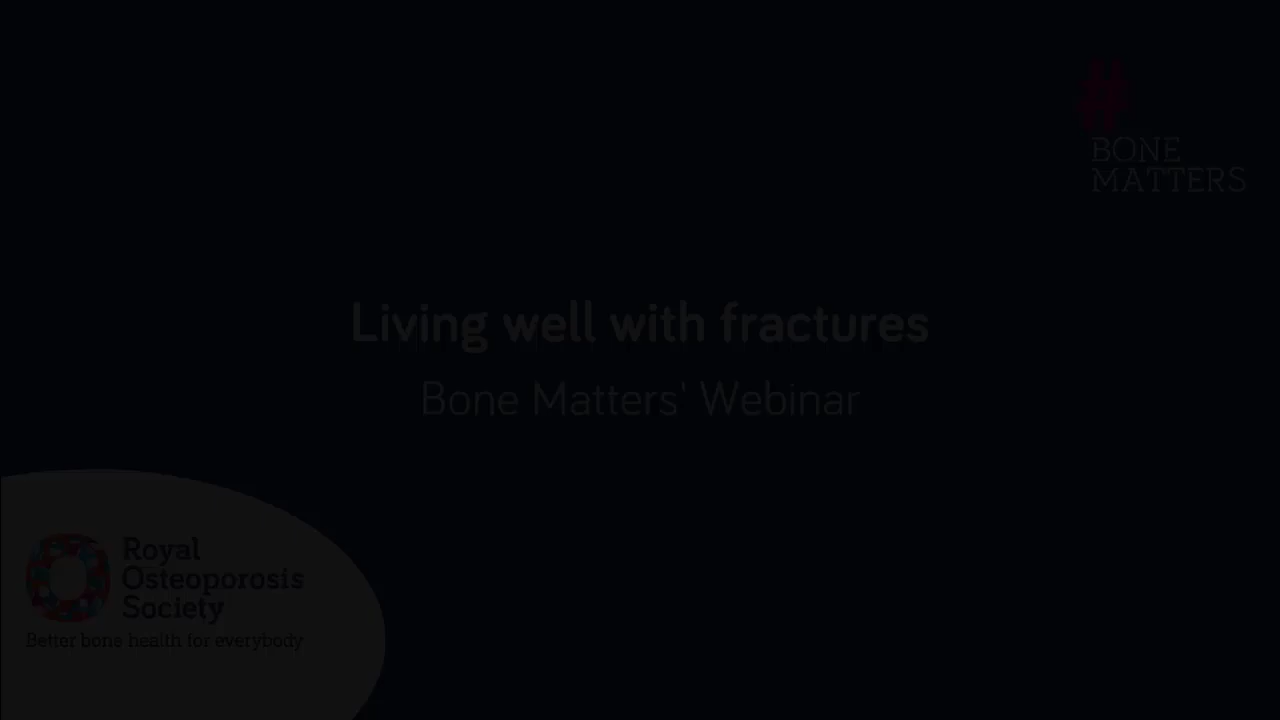 #
BONE
MATTERS
Living well with fractures
Bone Matters' Webinar
Royal
Osteoporosis
Society
Better bone health for everybody